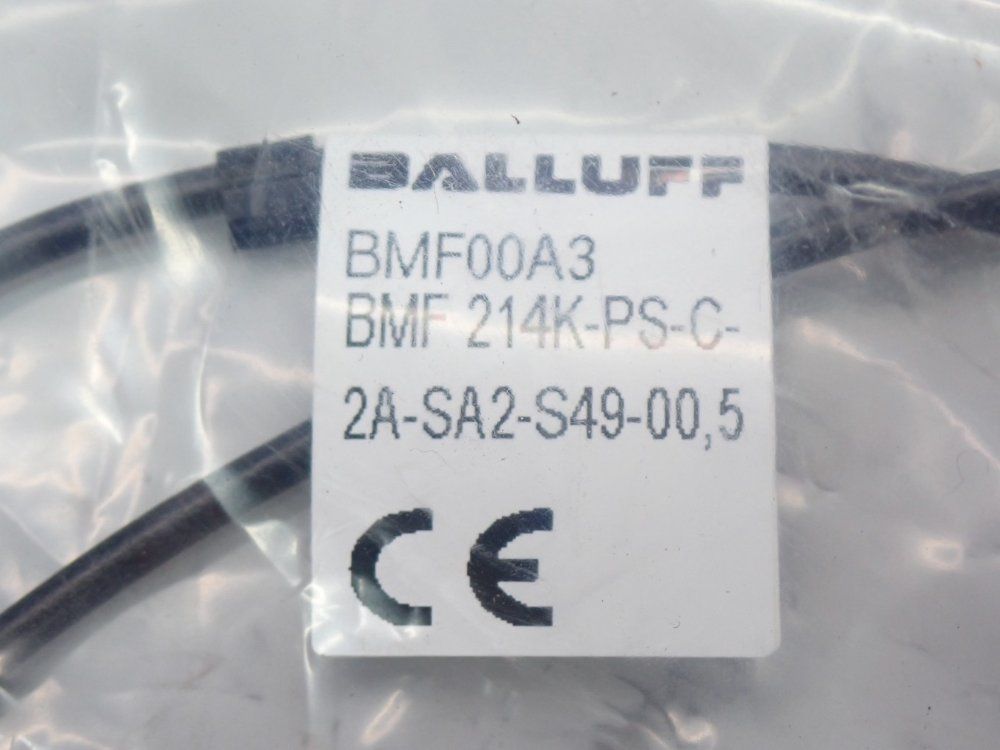 BALLUFF
BMF00A3
BMF 214K-PS-C-
2A-SA2-S49-00,5
CE